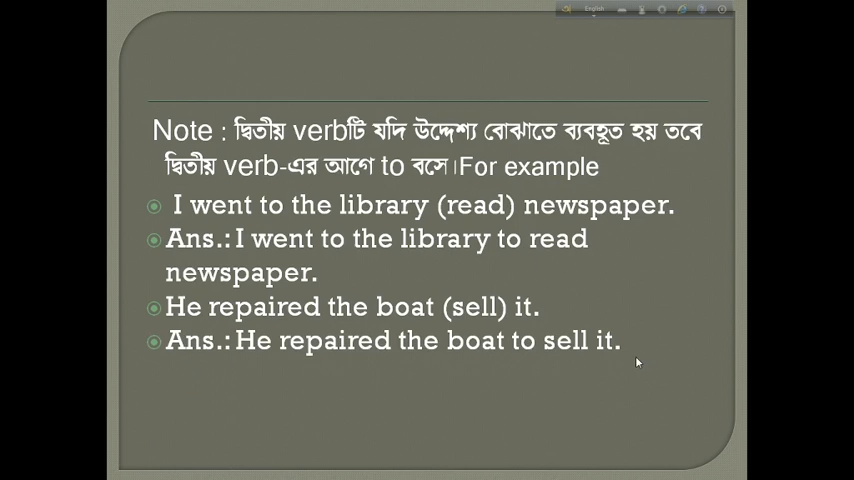 English
Note : দ্বিতীয় verbটি যদি উদ্দেশ্য বোঝাতে ব্যবহৃত হয় তবে
দ্বিতীয় verb-এর আগে to বসে।For example
I went to the library (read) newspaper.
Ans.: I went to the library to read
newspaper.
He repaired the boat (sell) it.
Ans.: He repaired the boat to sell it.